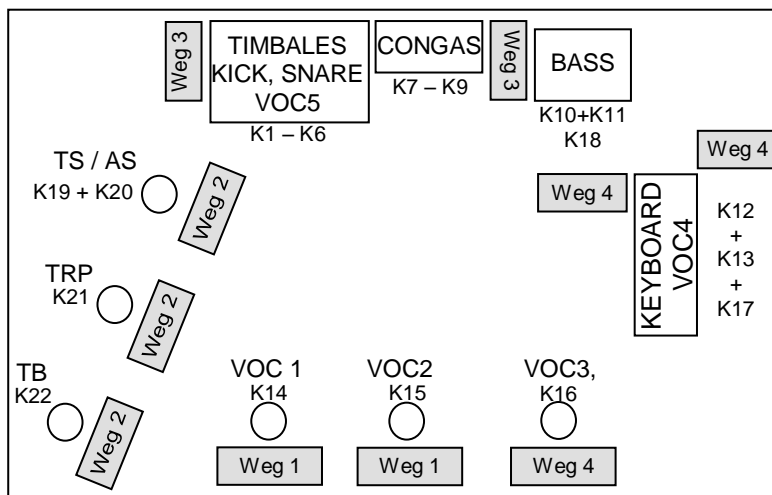 Weg 3
TIMBALES
KICK, SNARE
VOC5
K1 – K6
CONGAS
K7 – K9
Weg 3
BASS
K10+K11
K18
Weg 4
Weg 4
KEYBOARD
VOC4
K12
+
K13
+
K17
TS / AS
K19 + K20
Weg 2
TRP
K21
Weg 2
TB
K22
Weg 2
VOC 1
K14
Weg 1
VOC2
K15
Weg 1
VOC3,
K16
Weg 4